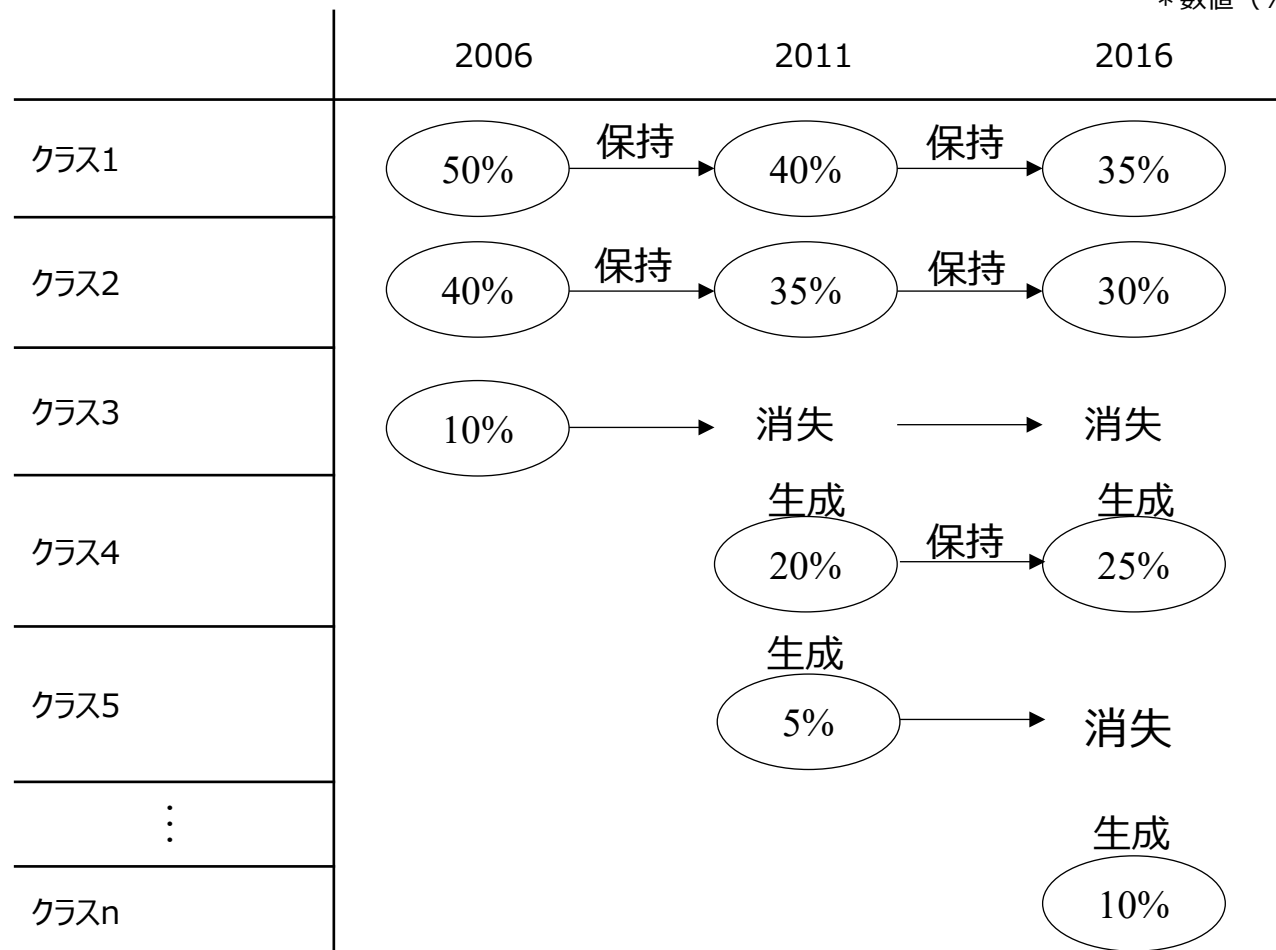 *数値(%
2006 2011 2016
クラス1 50% 保持 40% 保持 35%
クラス2 40% 保持 35% 保持 30%
クラス3 10% 消失 消失
生成 生成
クラス4 20% 保持 25%
生成
クラス5 5% 消失
⋮ 生成
クラスn 10%